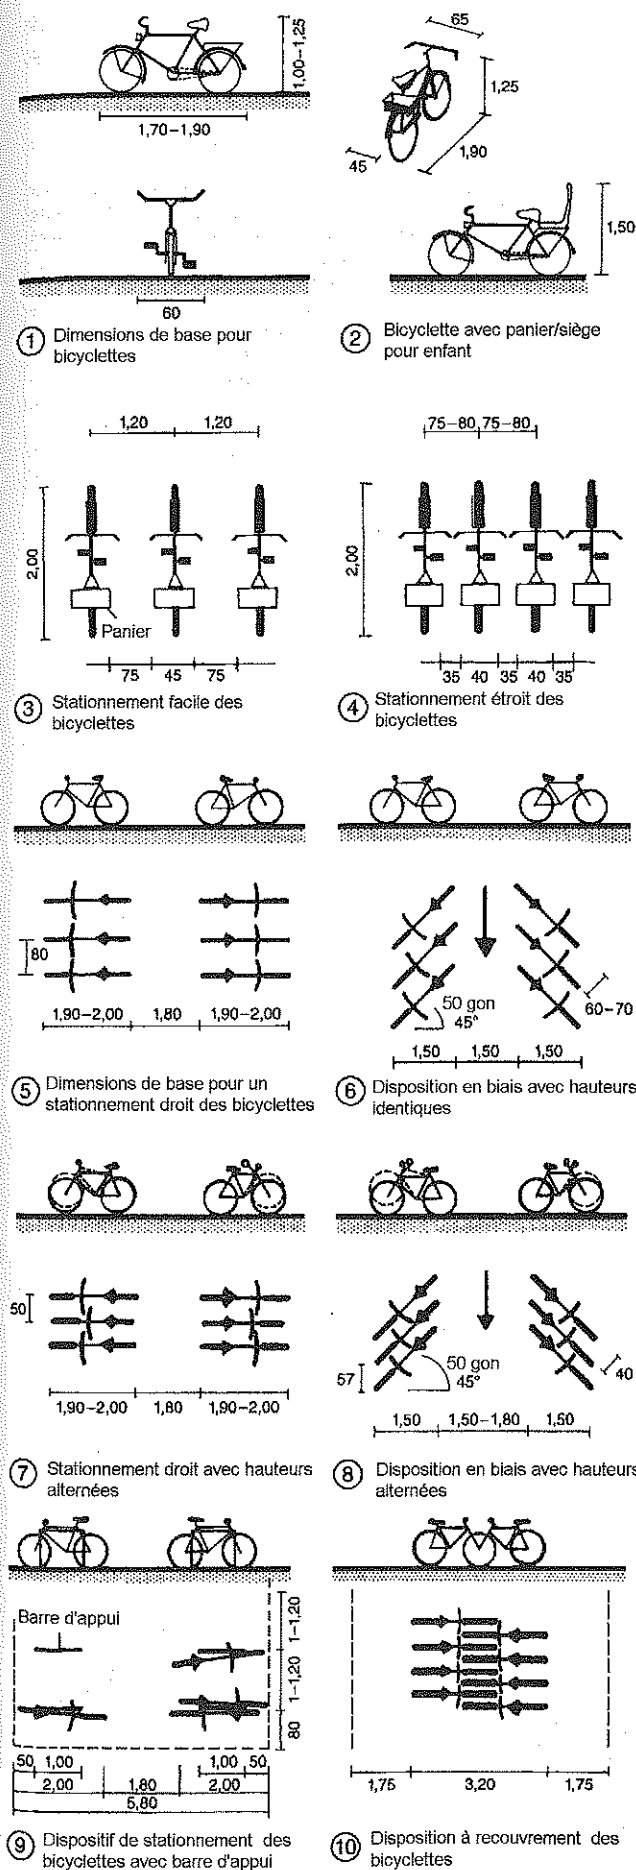 1,00–1,25
1,70–1,90
60
① Dimensions de base pour
bicyclettes
65
1,25
1,90
45
1,50
② Bicyclette avec panier/siège
pour enfant
1,20 1,20
2,00
Panier
75 45 75
③ Stationnement facile des
bicyclettes
75–80 75–80
2,00
35 40 35 40 35
④ Stationnement étroit des
bicyclettes
80
1,90–2,00 1,80 1,90–2,00
⑤ Dimensions de base pour un
stationnement droit des bicyclettes
50 gon
45°
60–70
1,50 1,50 1,50
⑥ Disposition en biais avec hauteurs
identiques
50
1,90–2,00 1,80 1,90–2,00
⑦ Stationnement droit avec hauteurs
alternées
57
50 gon
45°
40
1,50 1,50–1,80 1,50
⑧ Disposition en biais avec hauteurs
alternées
Barre d'appui
1–1,20
1–1,20
80
50 1,00 1,00 50
2,00 1,80 2,00
5,80
⑨ Dispositif de stationnement des
bicyclettes avec barre d'appui
1,75 3,20 1,75
⑩ Disposition à recouvrement des
bicyclettes